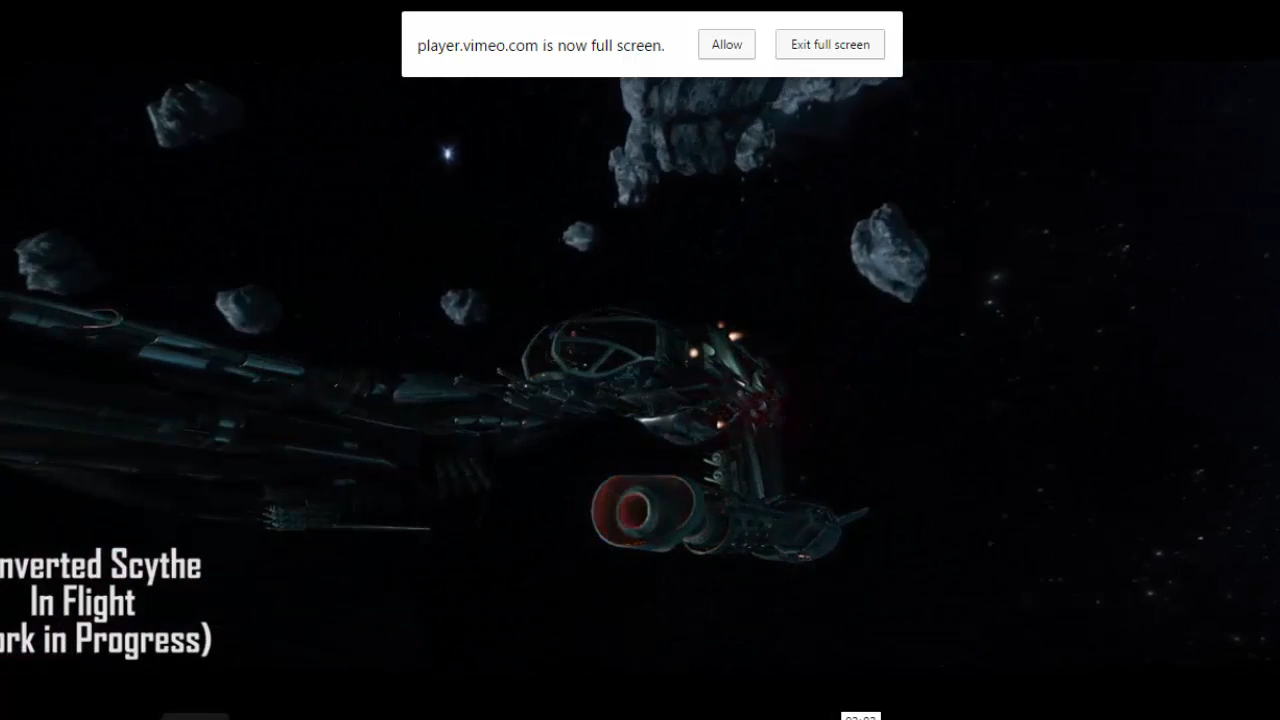 player.vimeo.com is now full screen.
Allow
Exit full screen
nverted Scythe
In Flight
ork in Progress)